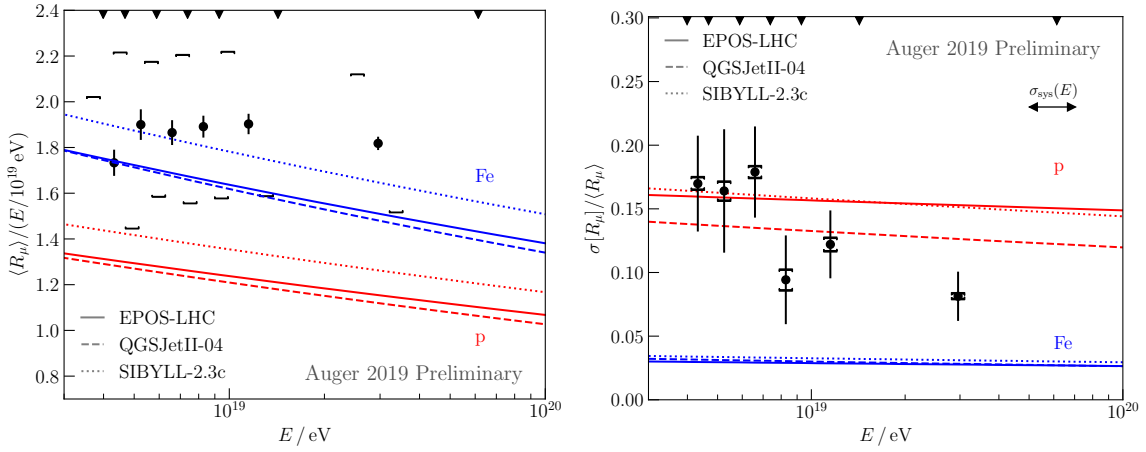 2.4
2.2
2.0
1.8
1.6
1.4
1.2
1.0
0.8
⟨R_μ⟩/(E/10^19 eV)
Fe
p
EPOS-LHC
QGSJetII-04
SIBYLL-2.3c
Auger 2019 Preliminary
10^19
10^20
E / eV
0.30
0.25
0.20
0.15
0.10
0.05
0.00
σ[R_μ]/⟨R_μ⟩
EPOS-LHC
QGSJetII-04
SIBYLL-2.3c
Auger 2019 Preliminary
σ_sys(E)
p
Fe
10^19
10^20
E / eV